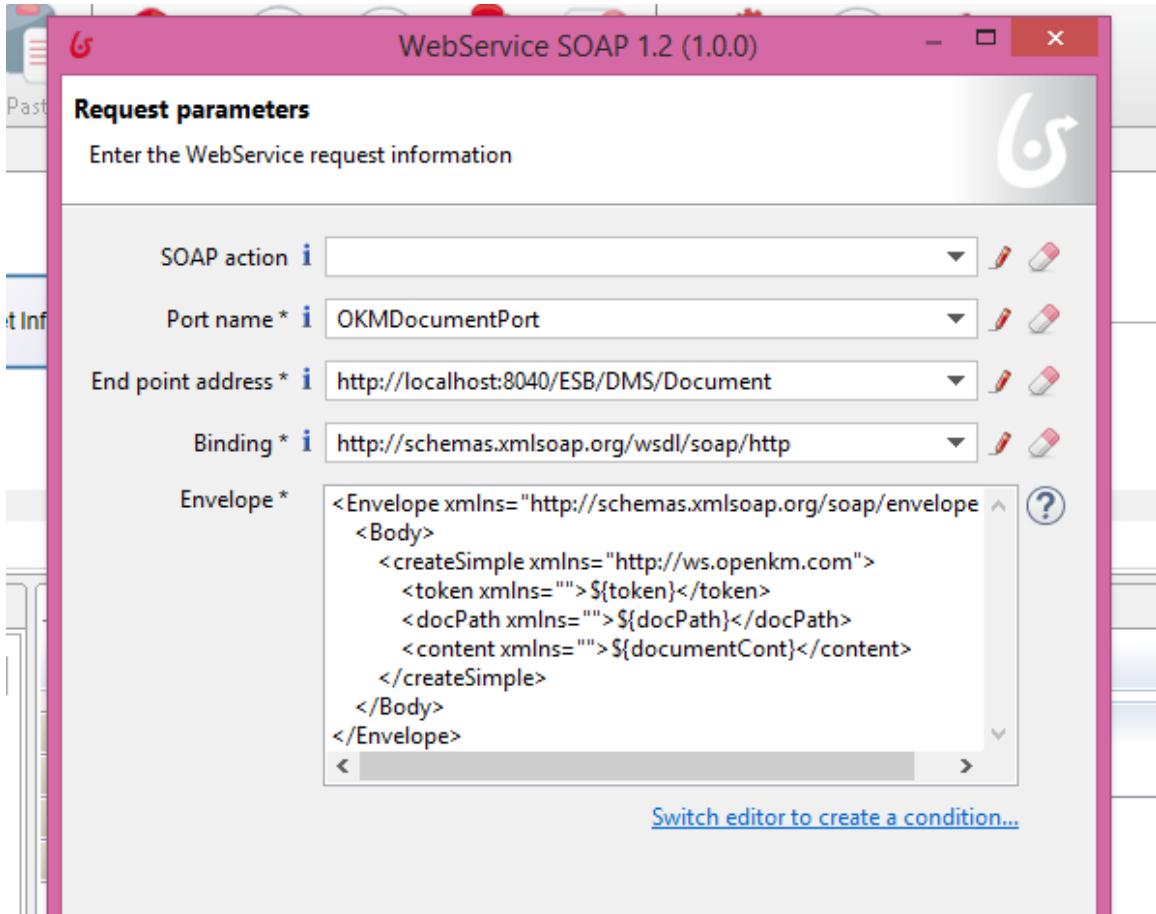 WebService SOAP 1.2 (1.0.0)
Past
Request parameters
Enter the WebService request information
SOAP action
Port name * OKMDocumentPort
et Inf
End point address * http://localhost:8040/ESB/DMS/Document
Binding * http://schemas.xmlsoap.org/wsdl/soap/http
Envelope *
<Envelope xmlns="http://schemas.xmlsoap.org/soap/envelope
<Body>
<createSimple xmlns="http://ws.openkm.com">
<token xmlns="">${token}</token>
<docPath xmlns="">${docPath}</docPath>
<content xmlns="">${documentCont}</content>
</createSimple>
</Body>
</Envelope>
Switch editor to create a condition...